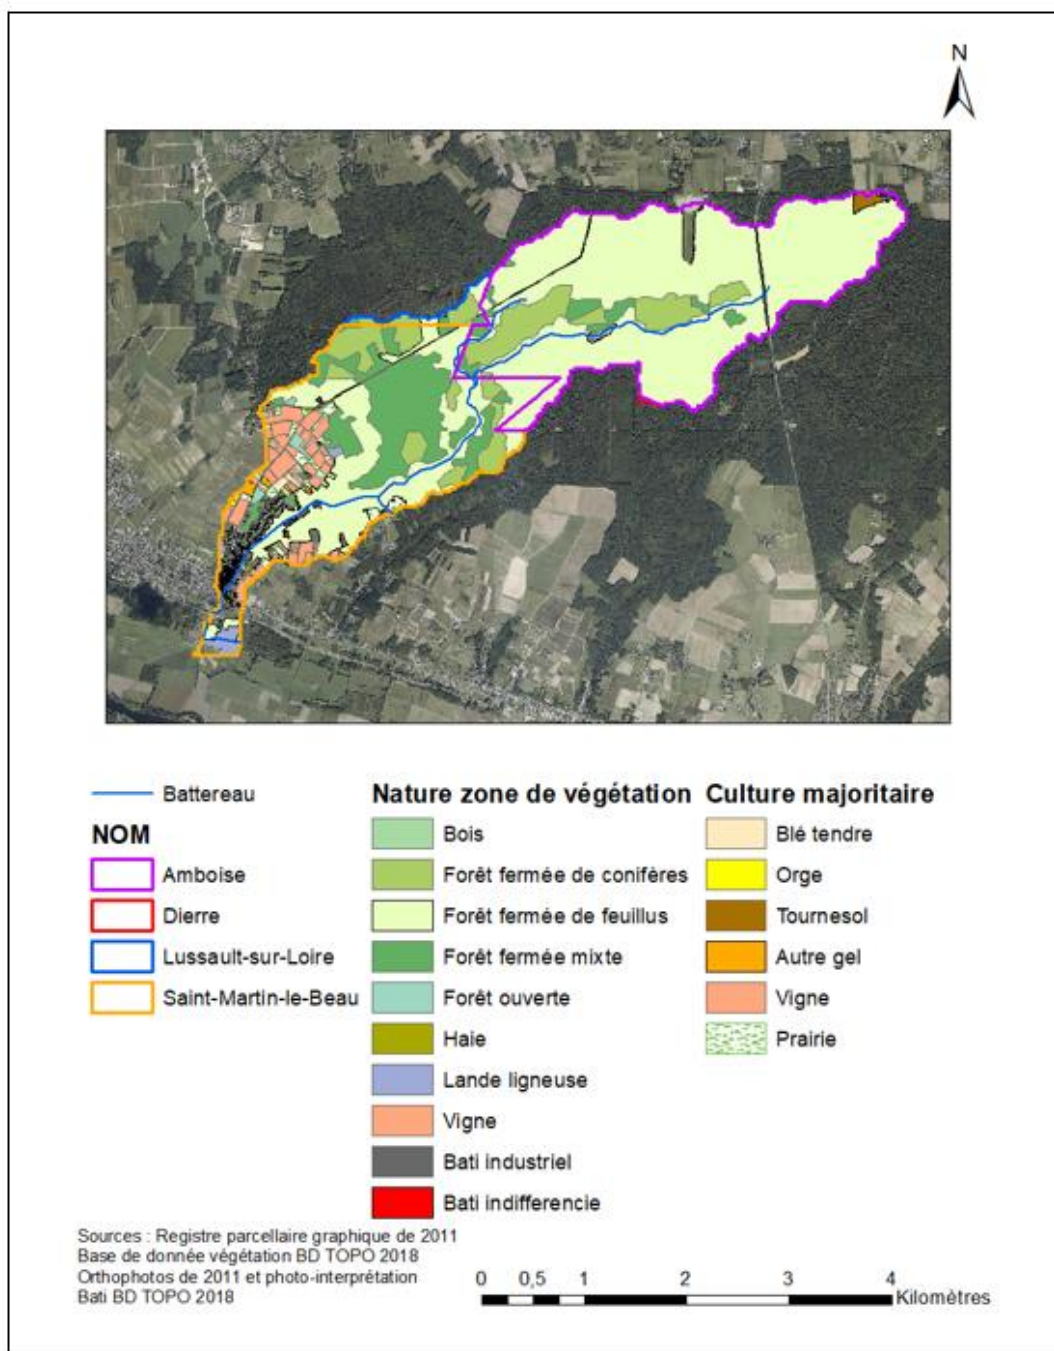 N
Battereau
NOM
Amboise
Dierre
Lussault-sur-Loire
Saint-Martin-le-Beau
Nature zone de végétation
Bois
Forêt fermée de conifères
Forêt fermée de feuillus
Forêt fermée mixte
Forêt ouverte
Haie
Lande ligneuse
Vigne
Bati industriel
Bati indifferencie
Culture majoritaire
Blé tendre
Orge
Tournesol
Autre gel
Vigne
Prairie
Sources : Registre parcellaire graphique de 2011
Base de donnée végétation BD TOPO 2018
Orthophotos de 2011 et photo-interprétation
Bati BD TOPO 2018
0 0,5 1 2 3 4
Kilomètres